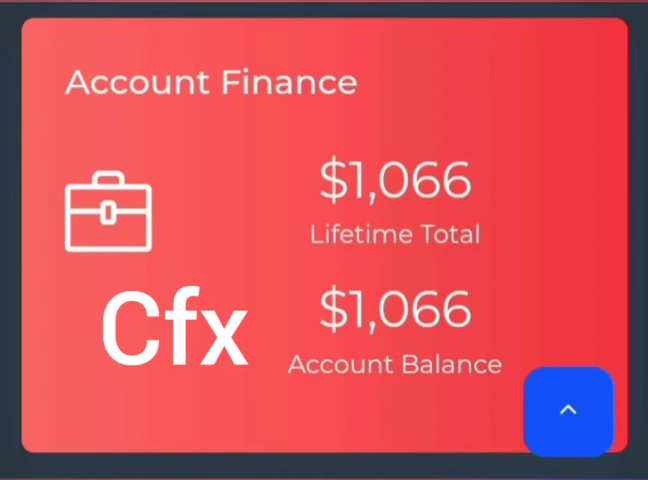 Account Finance
$1,066
Lifetime Total
Cfx
$1,066
Account Balance